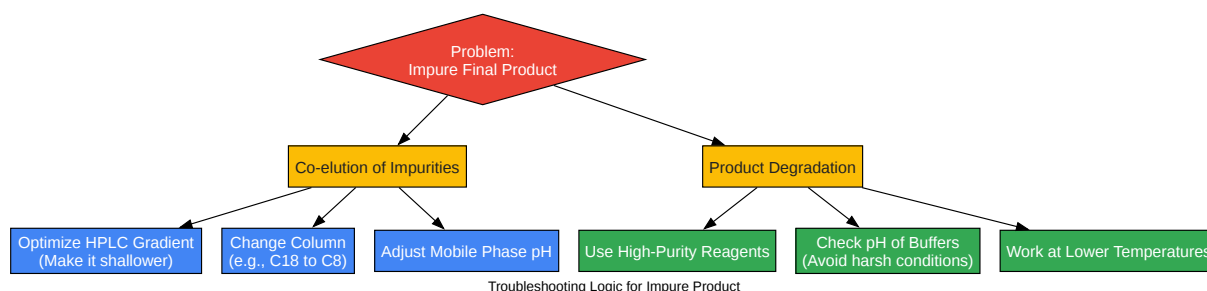 Problem:
Impure Final Product
Co-elution of Impurities
Product Degradation
Optimize HPLC Gradient
(Make it shallower)
Change Column
(e.g., C18 to C8)
Adjust Mobile Phase pH
Use High-Purity Reagents
Check pH of Buffers
(Avoid harsh conditions)
Work at Lower Temperatures
Troubleshooting Logic for Impure Product